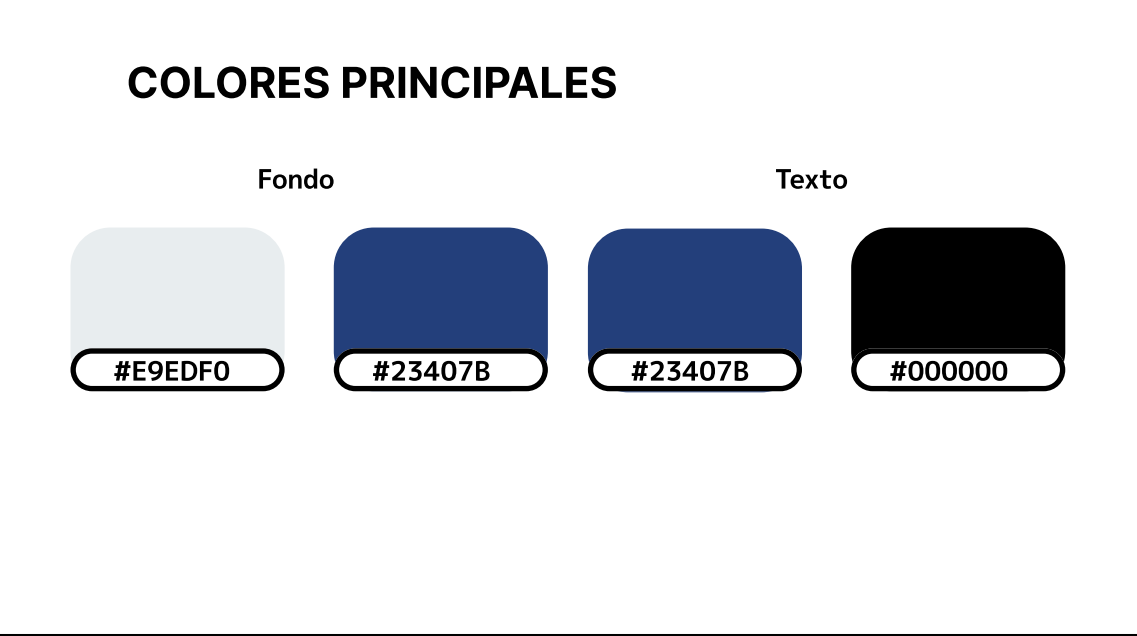 COLORES PRINCIPALES
Fondo
Texto
#E9EDF0
#23407B
#23407B
#000000